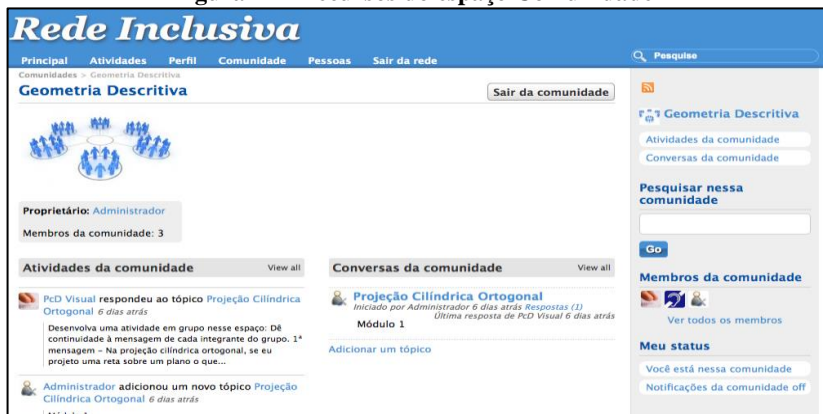 Rede Inclusiva
Principal Atividades Perfil Comunidade Pessoas Sair da rede
Pesquise
Comunidades > Geometria Descritiva
Geometria Descritiva
Sair da comunidade
Proprietário: Administrador
Membros da comunidade: 3
Atividades da comunidade View all
PcD Visual respondeu ao tópico Projeção Cilíndrica
Ortogonal 6 dias atrás
Desenvolva uma atividade em grupo nesse espaço: Dê
continuidade à mensagem de cada integrante do grupo. 1ª
mensagem – Na projeção cilíndrica ortogonal, se eu
projeto uma reta sobre um plano o que...
Administrador adicionou um novo tópico Projeção
Cilíndrica Ortogonal 6 dias atrás
Conversas da comunidade View all
Projeção Cilíndrica Ortogonal
Iniciado por Administrador 6 dias atrás Respostas (1)
Última resposta de PcD Visual 6 dias atrás
Módulo 1
Adicionar um tópico
Geometria Descritiva
Atividades da comunidade
Conversas da comunidade
Pesquisar nessa
comunidade
Go
Membros da comunidade
Ver todos os membros
Meu status
Você está nessa comunidade
Notificações da comunidade off